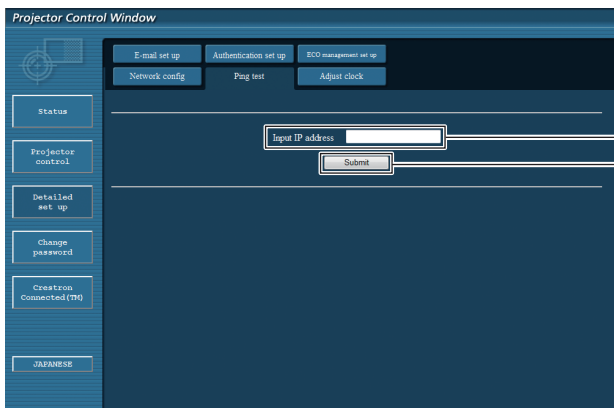 Projector Control Window
E-mail set up
Authentication set up
ECO management set up
Network config
Ping test
Adjust clock
Status
Projector
control
Detailed
set up
Change
password
Crestron
Connected(TM)
JAPANESE
Input IP address
Submit